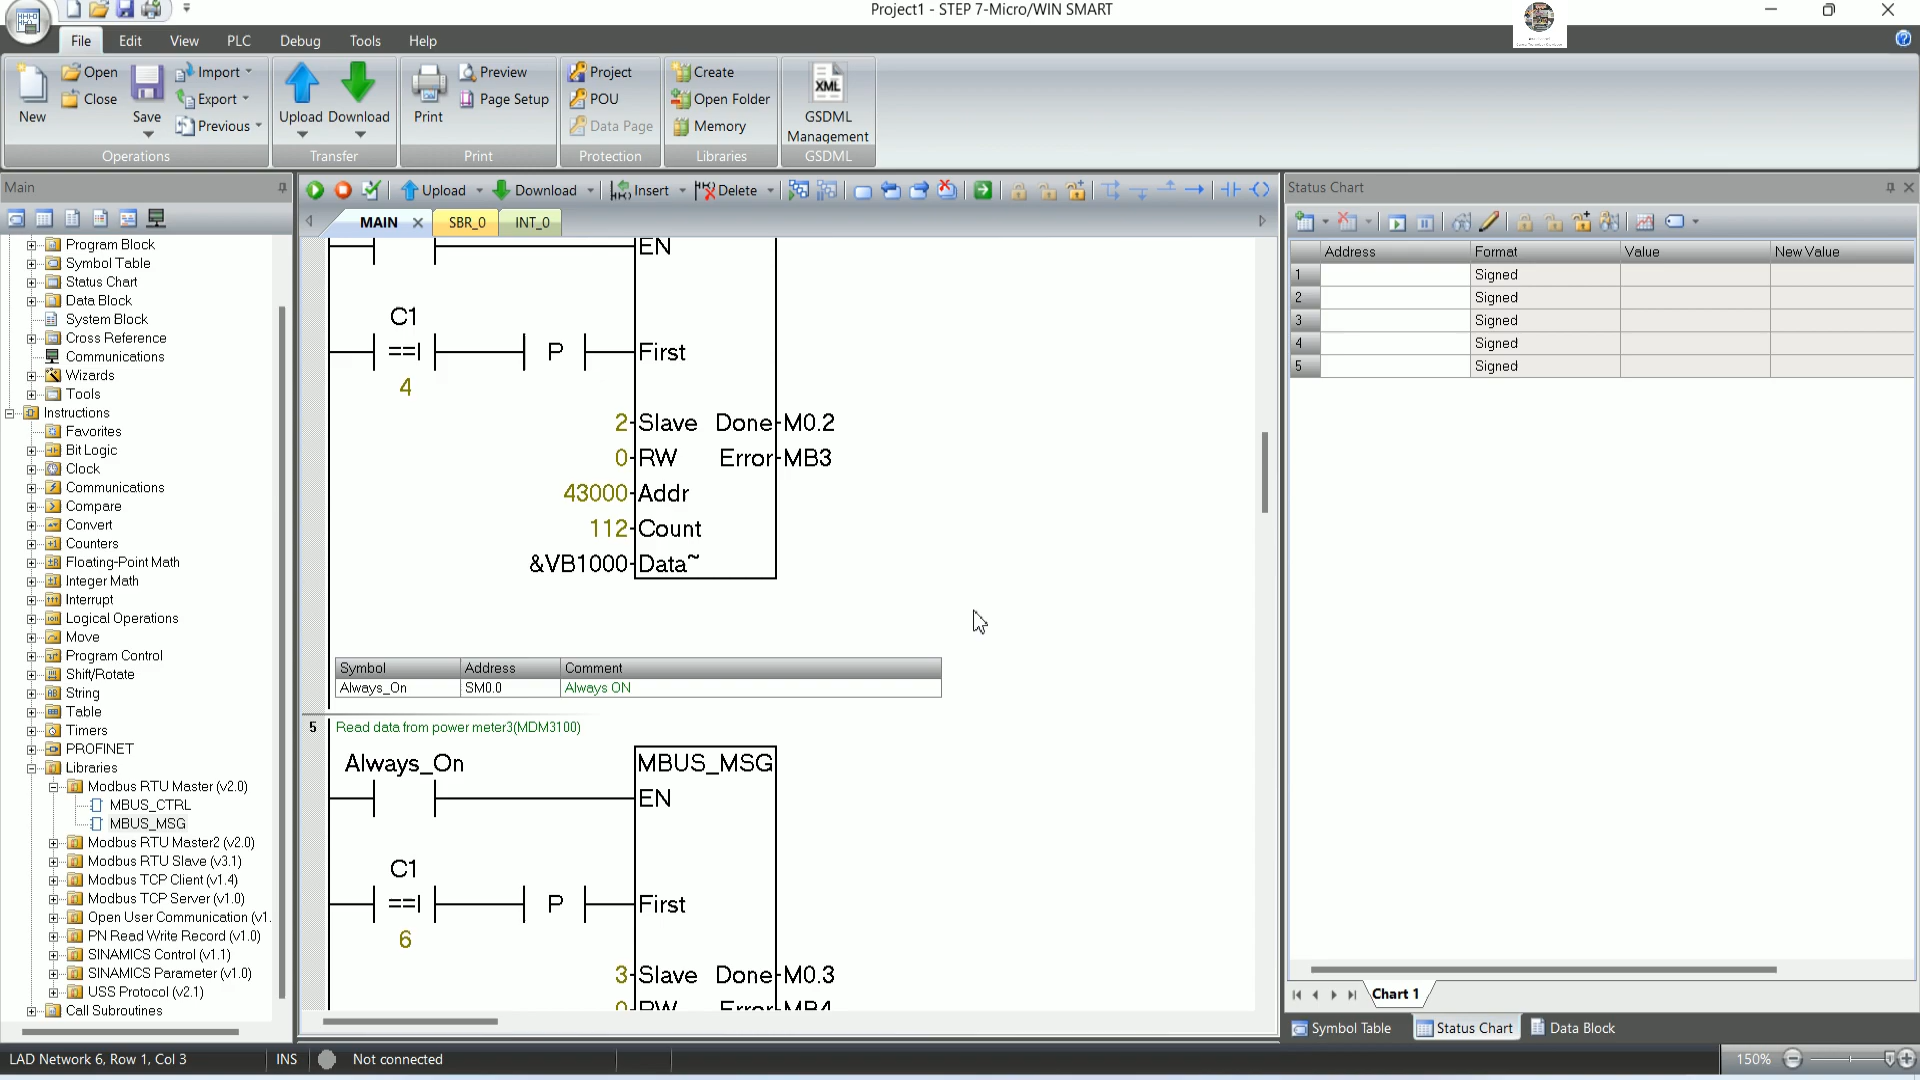 Project1 - STEP 7-Micro/WIN SMART
File Edit View PLC Debug Tools Help
New
Open
Close
Save
Import
Export
Previous
Operations
Upload
Download
Transfer
Print
Preview
Page Setup
Print
Project
POU
Data Page
Protection
Create
Open Folder
Memory
Libraries
XML
GSDML
Management
GSDML
Main
Program Block
Symbol Table
Status Chart
Data Block
System Block
Cross Reference
Communications
Wizards
Tools
Instructions
Favorites
Bit Logic
Clock
Communications
Compare
Convert
Counters
Floating-Point Math
Integer Math
Interrupt
Logical Operations
Move
Program Control
Shift/Rotate
String
Table
Timers
PROFINET
Libraries
Modbus RTU Master (v2.0)
MBUS_CTRL
MBUS_MSG
Modbus RTU Master2 (v2.0)
Modbus RTU Slave (v3.1)
Modbus TCP Client (v1.4)
Modbus TCP Server (v1.0)
Open User Communication (v1.
PN Read Write Record (v1.0)
SINAMICS Control (v1.1)
SINAMICS Parameter (v1.0)
USS Protocol (v2.1)
Call Subroutines
Upload Download Insert Delete
MAIN SBR_0 INT_0
EN
C1
==I P First
4
2 Slave Done M0.2
0 RW Error MB3
43000 Addr
112 Count
&VB1000 Data~
Symbol Address Comment
Always_On SM0.0 Always ON
5 Read data from power meter3(MDM3100)
Always_On MBUS_MSG
EN
C1
==I P First
6
3 Slave Done M0.3
0 RW Error MB4
Status Chart
Address Format Value New Value
1 Signed
2 Signed
3 Signed
4 Signed
5 Signed
Chart 1
Symbol Table Status Chart Data Block
LAD Network 6, Row 1, Col 3 INS Not connected 150%